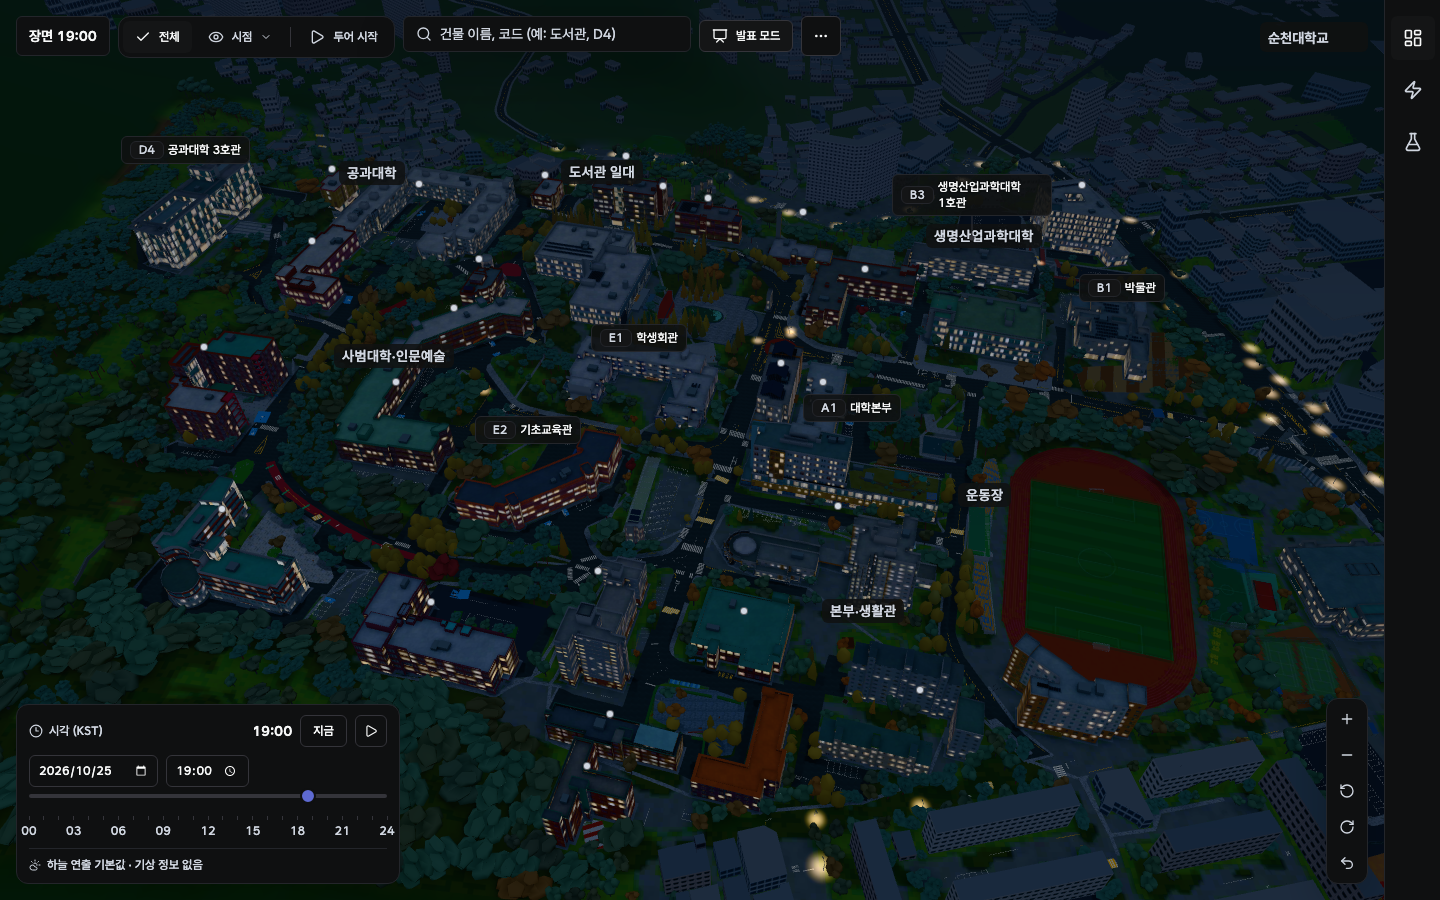 장면 19:00
전체
시점
투어 시작
건물 이름, 코드 (예: 도서관, D4)
발표 모드
순천대학교
D4 공과대학 3호관
공과대학
도서관 일대
B3 생명산업과학대학
1호관
생명산업과학대학
B1 박물관
E1 학생회관
사범대학·인문예술
A1 대학본부
E2 기초교육관
운동장
본부·생활관
시각 (KST)
19:00
지금
2026/10/25
19:00
00 03 06 09 12 15 18 21 24
하늘 연출 기본값 · 기상 정보 없음